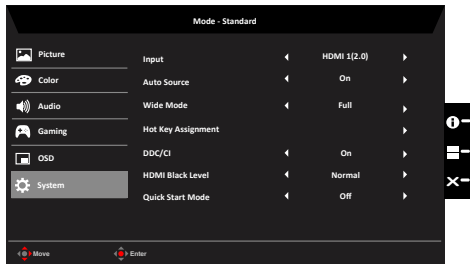 Mode - Standard
Picture
Color
Audio
Gaming
OSD
System
Input HDMI 1(2.0)
Auto Source On
Wide Mode Full
Hot Key Assignment
DDC/CI On
HDMI Black Level Normal
Quick Start Mode Off
Move Enter